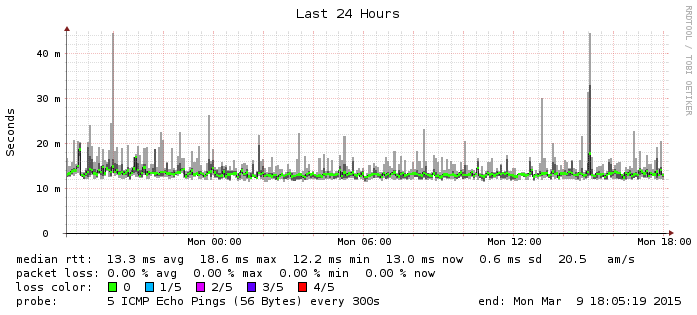 Last 24 Hours
RRDTOOL / TOBI OETIKER
Seconds
40 m
30 m
20 m
10 m
0
Mon 00:00 Mon 06:00 Mon 12:00 Mon 18:00
median rtt: 13.3 ms avg 18.6 ms max 12.2 ms min 13.0 ms now 0.6 ms sd 20.5 am/s
packet loss: 0.00 % avg 0.00 % max 0.00 % min 0.00 % now
loss color: 0 1/5 2/5 3/5 4/5
probe: 5 ICMP Echo Pings (56 Bytes) every 300s end: Mon Mar 9 18:05:19 2015